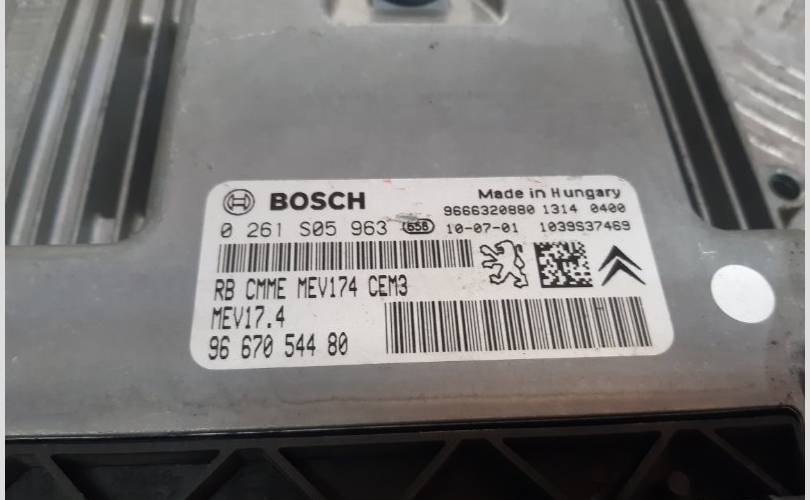 BOSCH
Made in Hungary
9666320880 1314 0400
0 261 S05 963 658 10-07-01 1039S37469
RB CMME MEV174 CEM3
MEV17.4
96 670 544 80